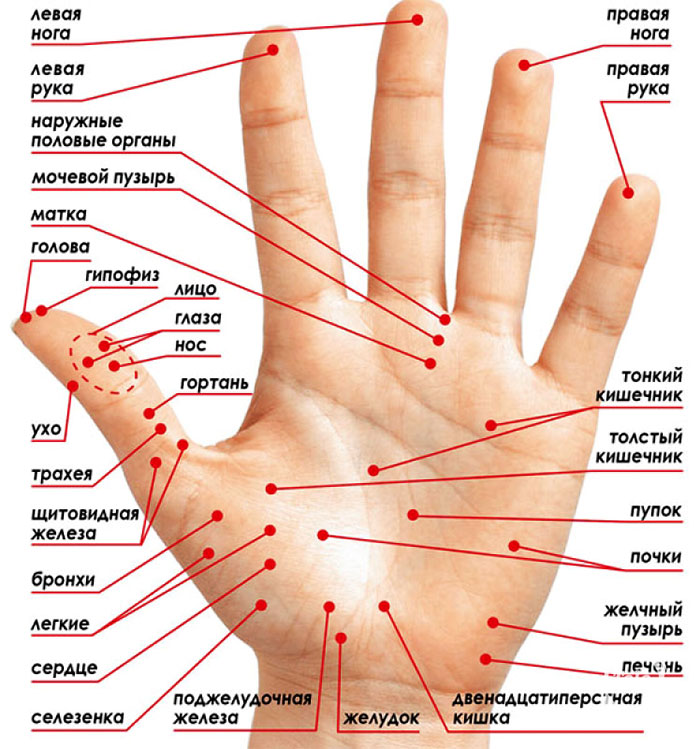 левая
нога
левая
рука
наружные
половые органы
мочевой пузырь
матка
голова
гипофиз
лицо
глаза
нос
гортань
ухо
трахея
щитовидная
железа
бронхи
легкие
сердце
селезенка
поджелудочная
железа
желудок
двенадцатиперстная
кишка
правая
нога
правая
рука
тонкий
кишечник
толстый
кишечник
пупок
почки
желчный
пузырь
печень